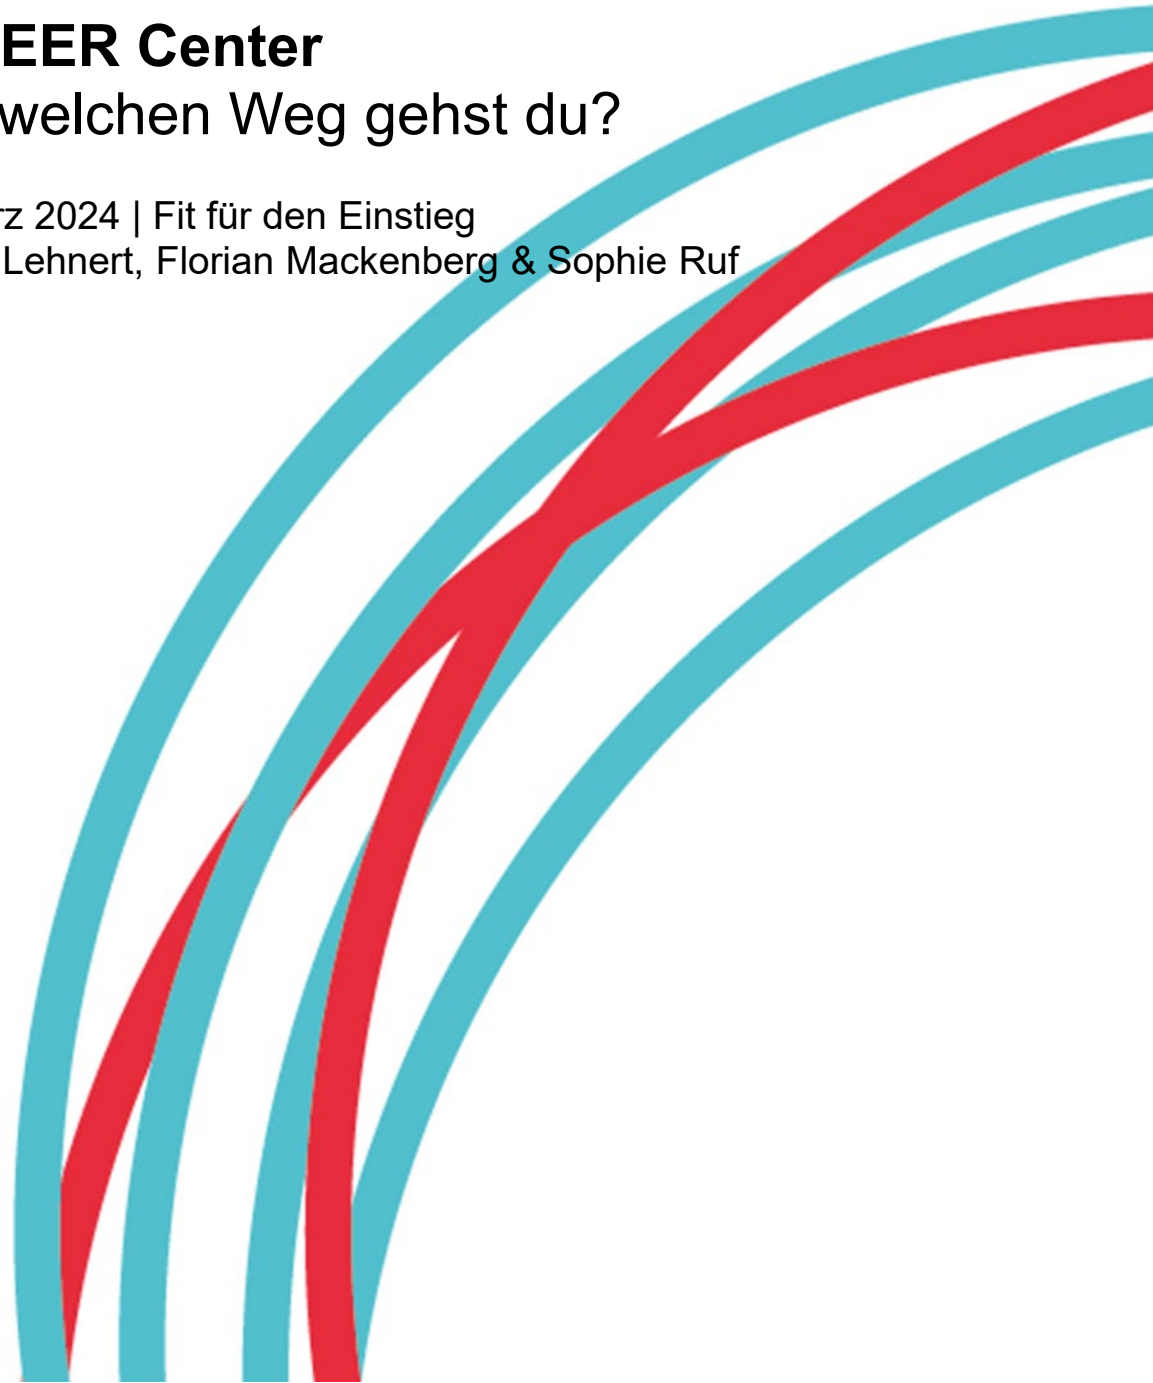 EER Center
welchen Weg gehst du?
rz 2024 | Fit für den Einstieg
Lehnert, Florian Mackenberg & Sophie Ruf